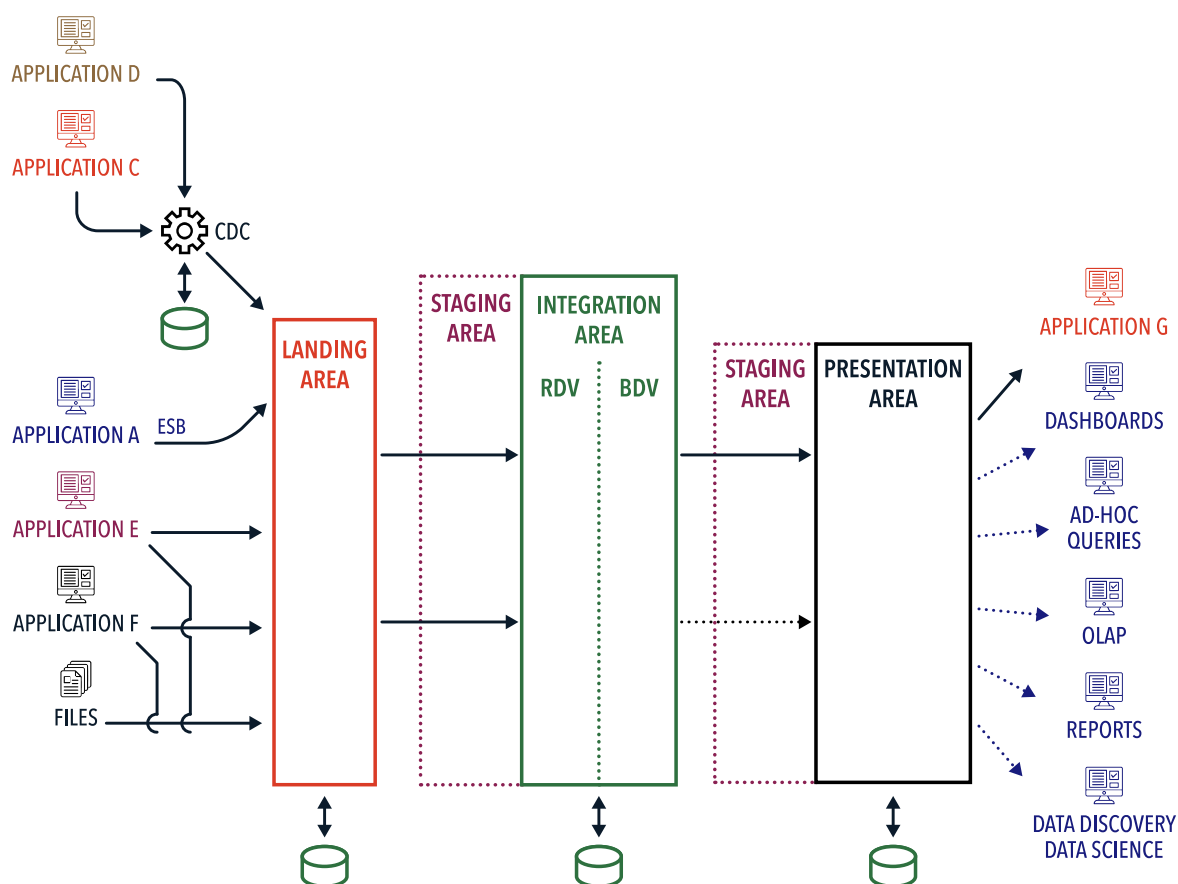 APPLICATION D
APPLICATION C
CDC
APPLICATION A
ESB
APPLICATION E
APPLICATION F
FILES
LANDING
AREA
STAGING
AREA
INTEGRATION
AREA
RDV
BDV
STAGING
AREA
PRESENTATION
AREA
APPLICATION G
DASHBOARDS
AD-HOC
QUERIES
OLAP
REPORTS
DATA DISCOVERY
DATA SCIENCE